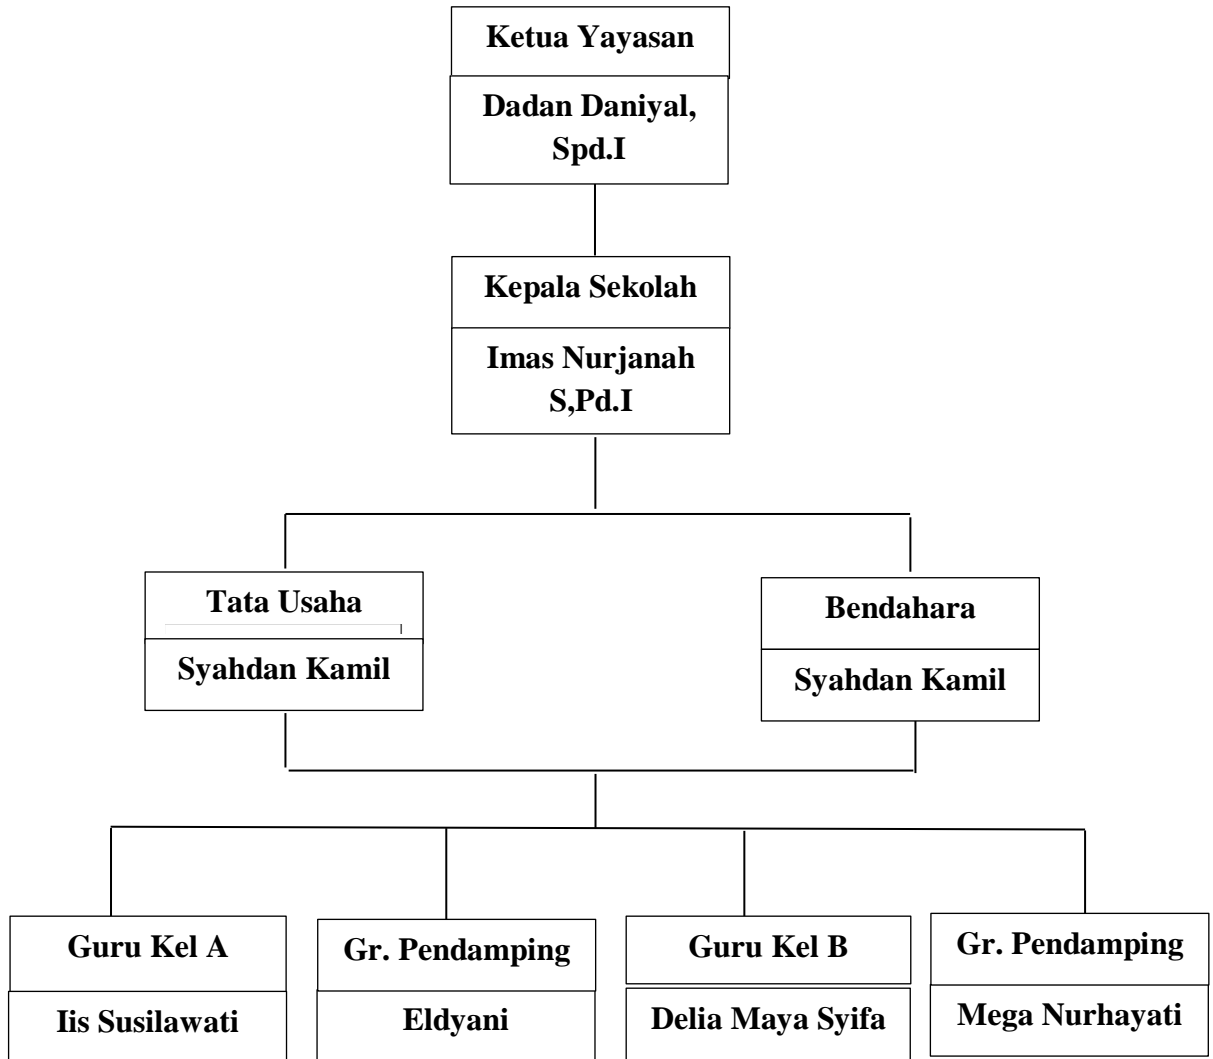 Ketua Yayasan
Dadan Daniyal,
Spd.I
Kepala Sekolah
Imas Nurjanah
S,Pd.I
Tata Usaha
Syahdan Kamil
Bendahara
Syahdan Kamil
Guru Kel A
Iis Susilawati
Gr. Pendamping
Eldyani
Guru Kel B
Delia Maya Syifa
Gr. Pendamping
Mega Nurhayati